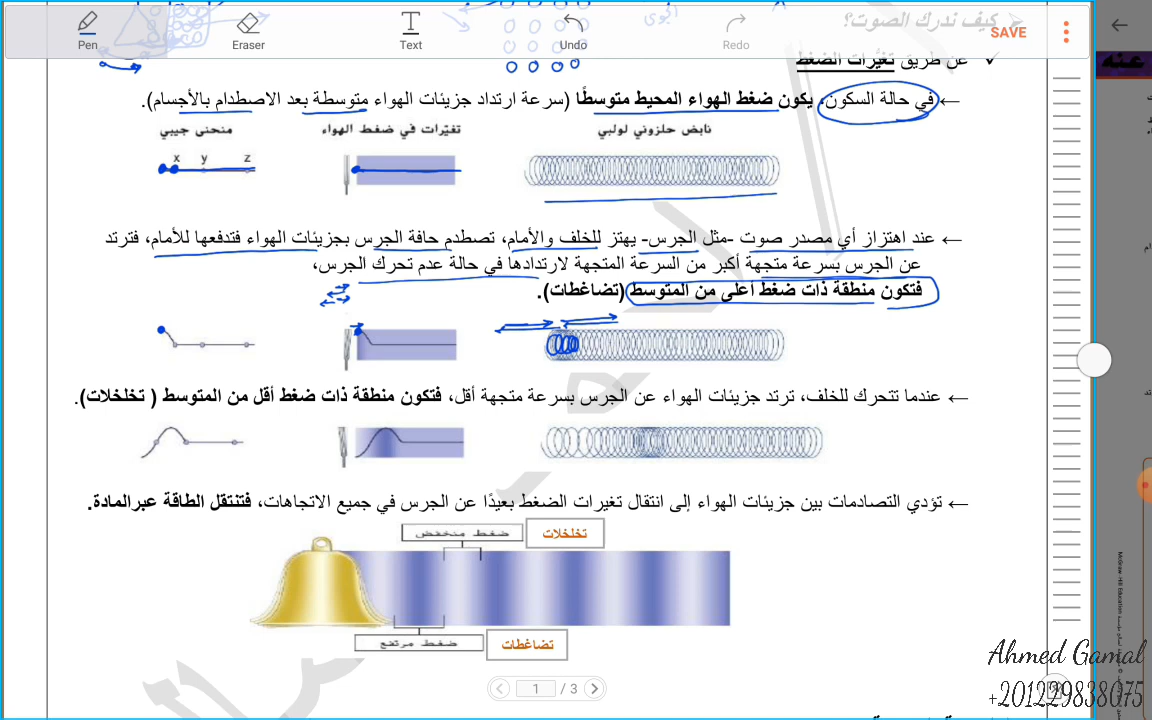 Pen
Eraser
Text
Undo
Redo
SAVE
كيف ندرك الصوت؟
✓ عن طريق تغيُّرات الضغط
← في حالة السكون، يكون ضغط الهواء المحيط متوسطًا (سرعة ارتداد جزيئات الهواء متوسطة بعد الاصطدام بالأجسام).
نابض حلزوني لولبي
تغيّرات في ضغط الهواء
منحنى جيبي
x y z
← عند اهتزاز أي مصدر صوت -مثل الجرس- يهتز للخلف والأمام، تصطدم حافة الجرس بجزيئات الهواء فتدفعها للأمام، فترتد
عن الجرس بسرعة متجهة أكبر من السرعة المتجهة لارتدادها في حالة عدم تحرك الجرس،
فتكون منطقة ذات ضغط أعلى من المتوسط (تضاغطات).
← عندما تتحرك للخلف، ترتد جزيئات الهواء عن الجرس بسرعة متجهة أقل، فتكون منطقة ذات ضغط أقل من المتوسط ( تخلخلات).
← تؤدي التصادمات بين جزيئات الهواء إلى انتقال تغيرات الضغط بعيدًا عن الجرس في جميع الاتجاهات، فتنتقل الطاقة عبرالمادة.
تخلخلات
ضغط منخفض
ضغط مرتفع
تضاغطات
1 / 3
عنه
Ahmed Gamal
+201229838075